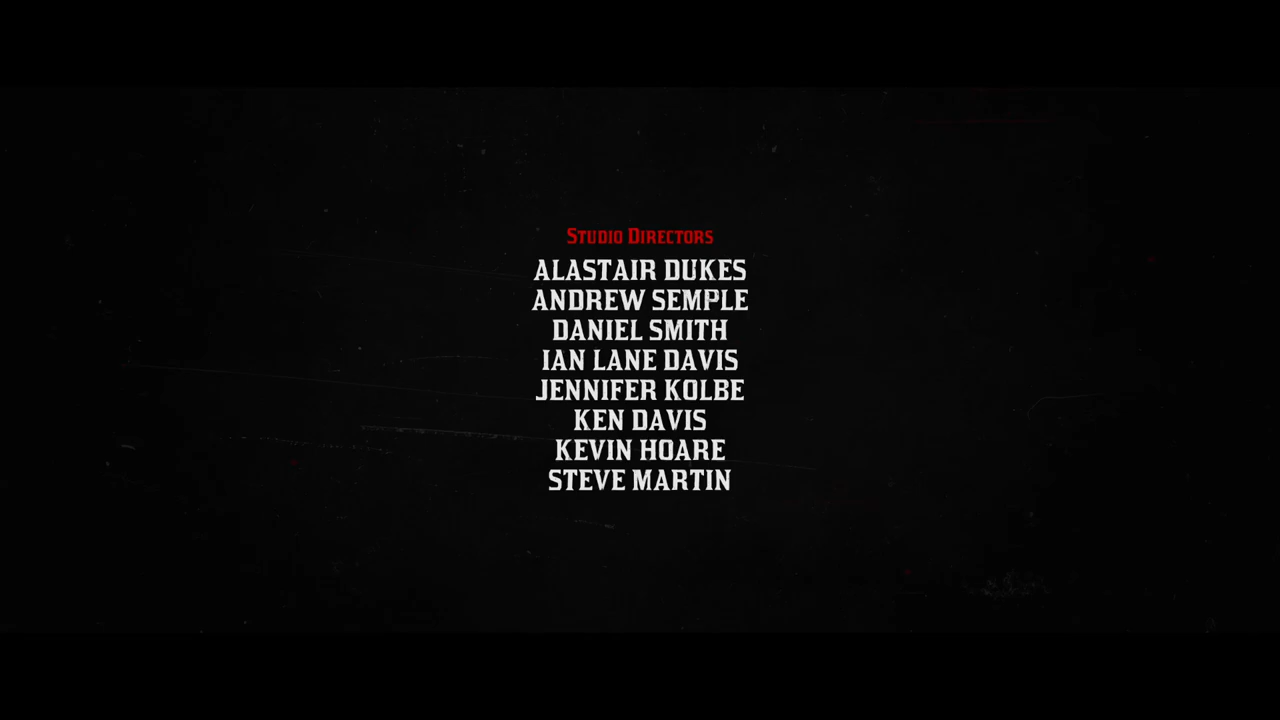 Studio Directors
ALASTAIR DUKES
ANDREW SEMPLE
DANIEL SMITH
IAN LANE DAVIS
JENNIFER KOLBE
KEN DAVIS
KEVIN HOARE
STEVE MARTIN